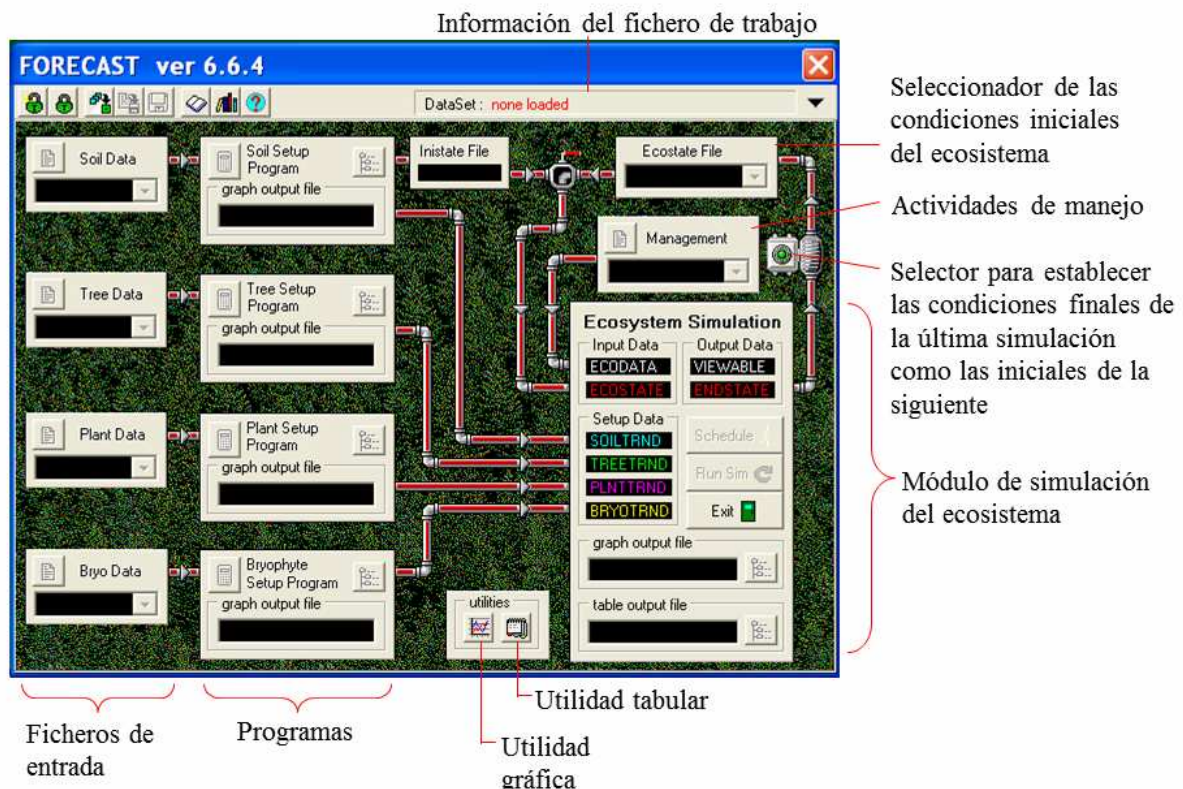 Información del fichero de trabajo
FORECAST ver 6.6.4
DataSet : none loaded
Soil Data
Soil Setup
Program
graph output file
Inistate File
Ecostate File
Seleccionador de las
condiciones iniciales
del ecosistema
Management
Actividades de manejo
Tree Data
Tree Setup
Program
graph output file
Selector para establecer
las condiciones finales de
la última simulación
como las iniciales de la
siguiente
Ecosystem Simulation
Input Data
Output Data
ECODATA
VIEWABLE
ECOSTATE
ENDSTATE
Plant Data
Plant Setup
Program
graph output file
Setup Data
SOILTRND
TREETRND
PLNTTRND
BRYOTRND
Schedule
Run Sim
Exit
Módulo de simulación
del ecosistema
Bryo Data
Bryophyte
Setup Program
graph output file
graph output file
table output file
utilities
Ficheros de
entrada
Programas
Utilidad tabular
Utilidad
gráfica